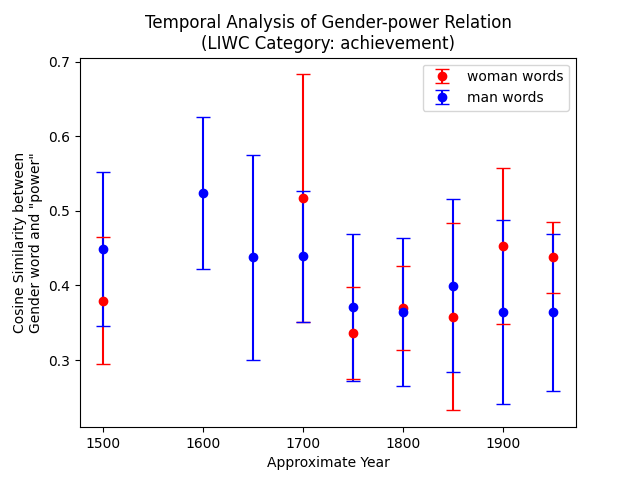 Temporal Analysis of Gender-power Relation
(LIWC Category: achievement)
woman words
man words
0.7
0.6
0.5
0.4
0.3
Cosine Similarity between
Gender word and "power"
1500
1600
1700
1800
1900
Approximate Year